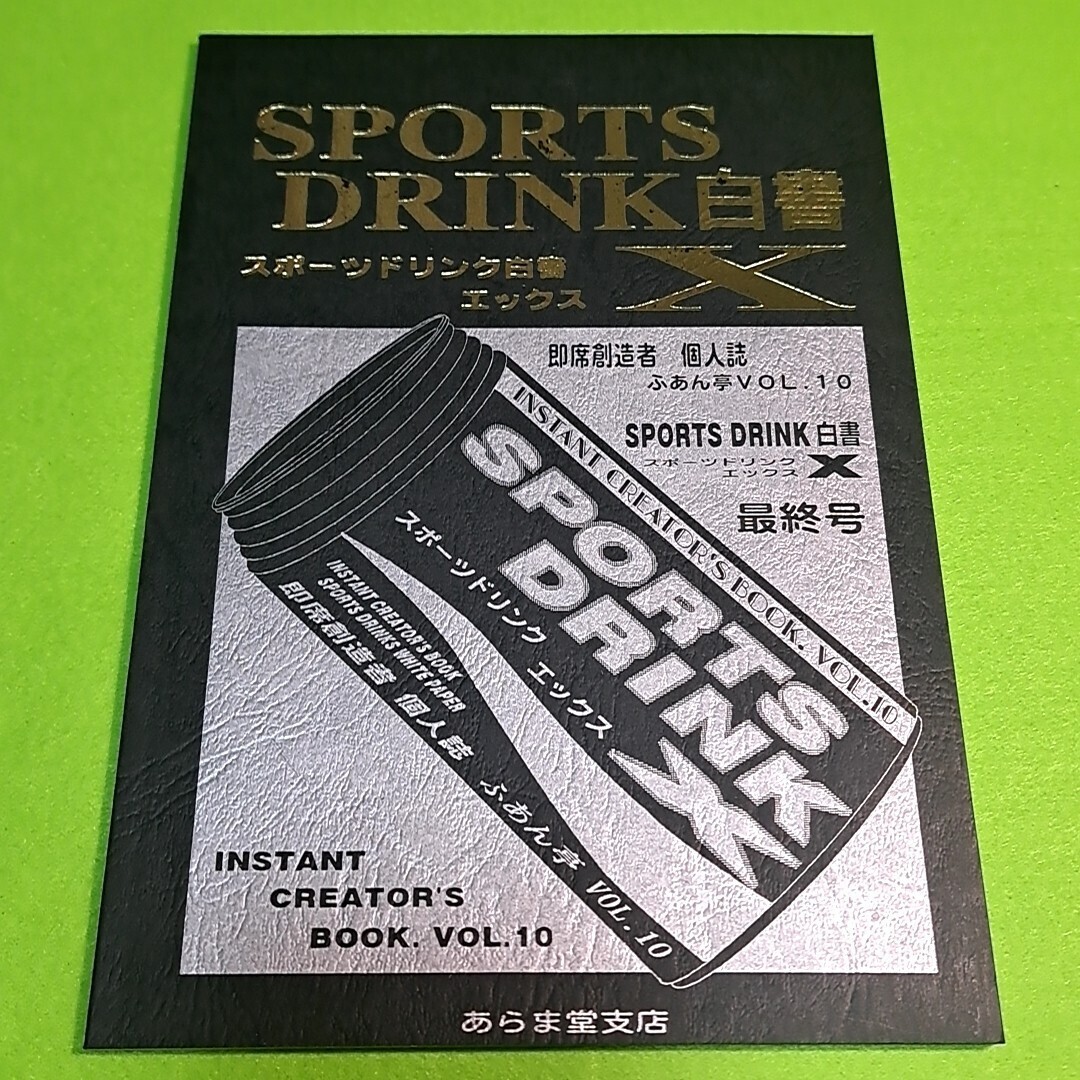 SPORTS
DRINK白書
スポーツドリンク白書
エックス X
即席創造者 個人誌
ふあん亭VOL.10
SPORTS DRINK 白書
スポーツドリンク
エックス X
最終号
INSTANT CREATOR'S BOOK. VOL.10
SPORTS
DRINK
スポーツドリンク エックス X
INSTANT CREATOR'S BOOK
SPORTS DRINKS WHITE PAPER
即席創造者 個人誌 ふあん亭 VOL.10
INSTANT
CREATOR'S
BOOK. VOL.10
あらま堂支店